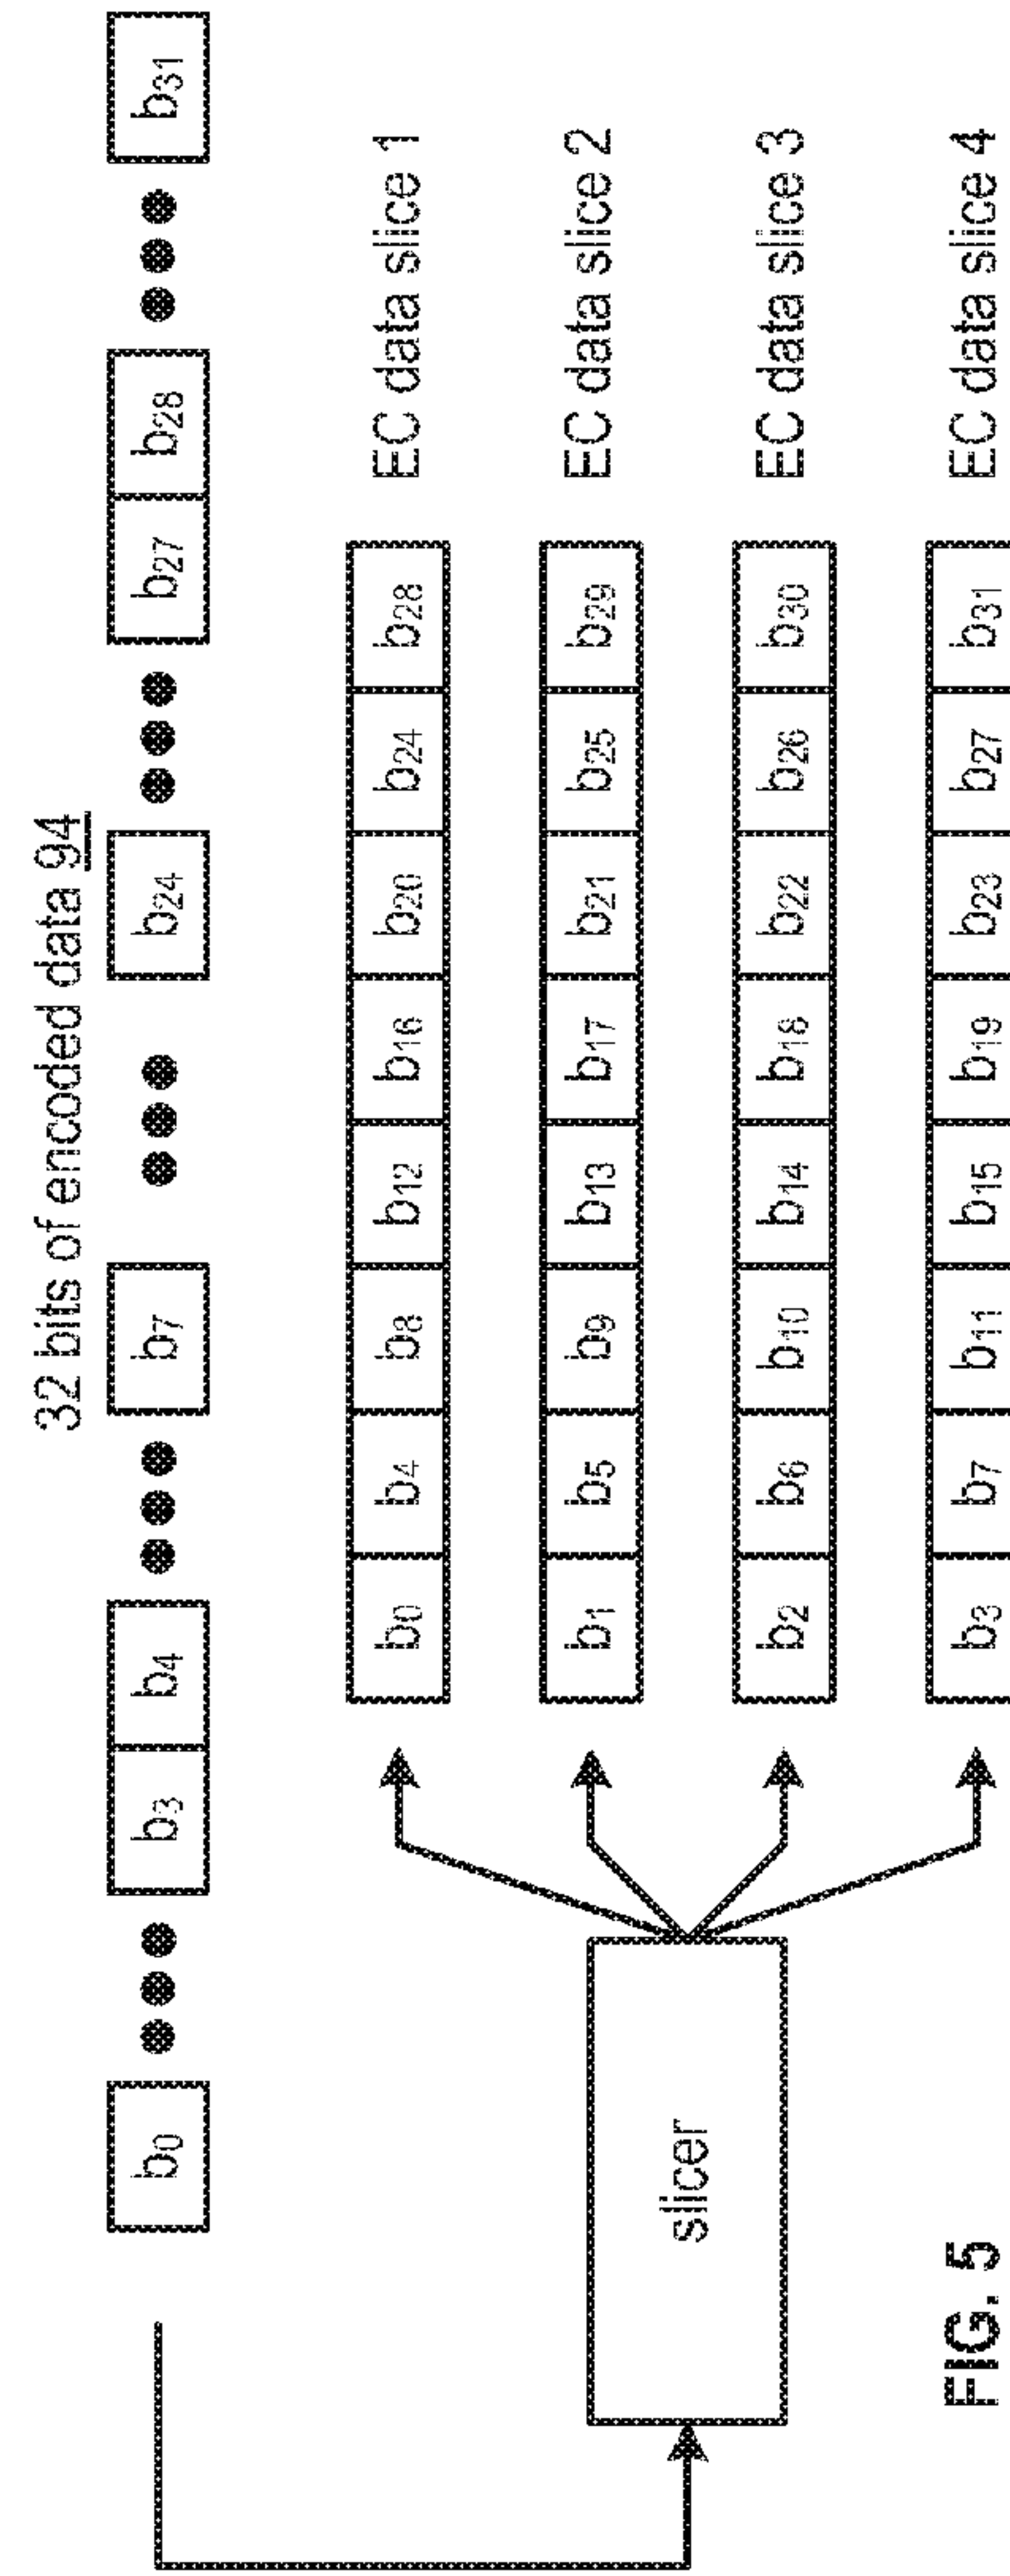 32 bits of encoded data 94
b0 ●●● b3 b4 ●●● b7 ●●● b24 ●●● b27 b28 ●●● b31
b0 b4 b8 b12 b16 b20 b24 b28 EC data slice 1
b1 b5 b9 b13 b17 b21 b25 b29 EC data slice 2
slicer
b2 b6 b10 b14 b18 b22 b26 b30 EC data slice 3
b3 b7 b11 b15 b19 b23 b27 b31 EC data slice 4
FIG. 5